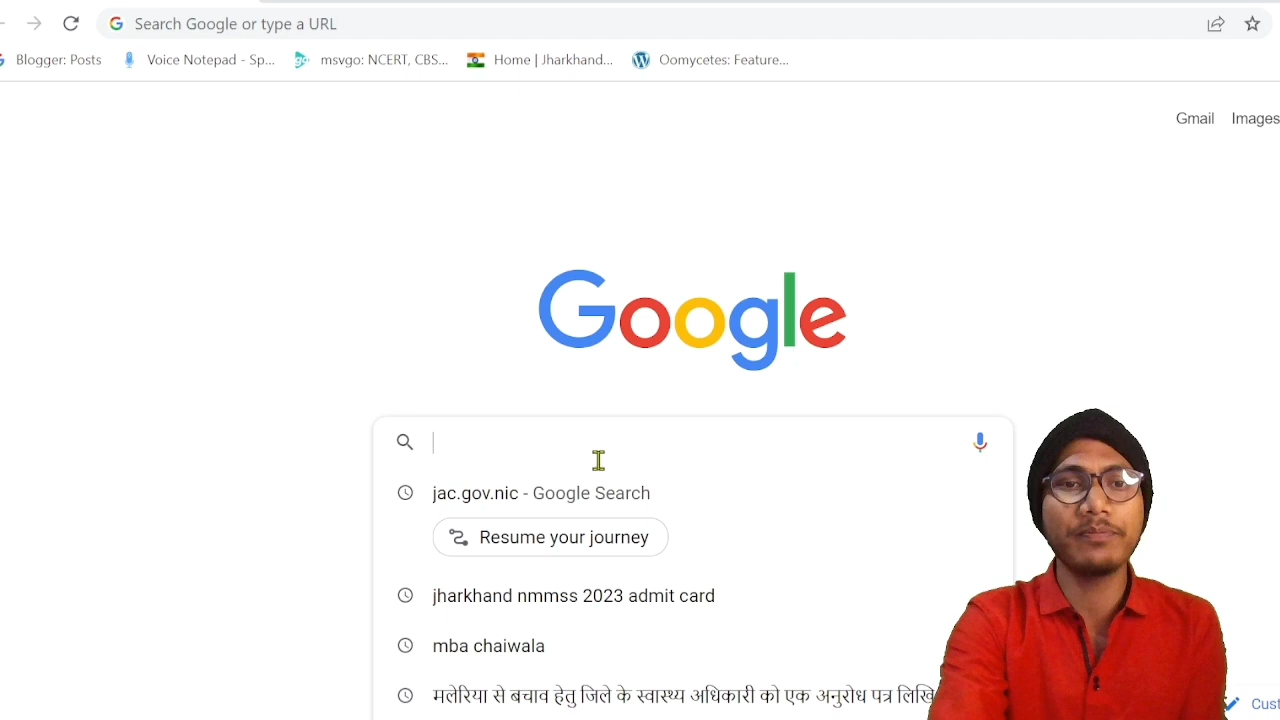 Search Google or type a URL
Blogger: Posts Voice Notepad - Sp... msvgo: NCERT, CBS... Home | Jharkhand... Oomycetes: Feature...
Gmail Images
Google
jac.gov.nic - Google Search
Resume your journey
jharkhand nmmss 2023 admit card
mba chaiwala
मलेरिया से बचाव हेतु जिले के स्वास्थ्य अधिकारी को एक अनुरोध पत्र लिखि
Cust